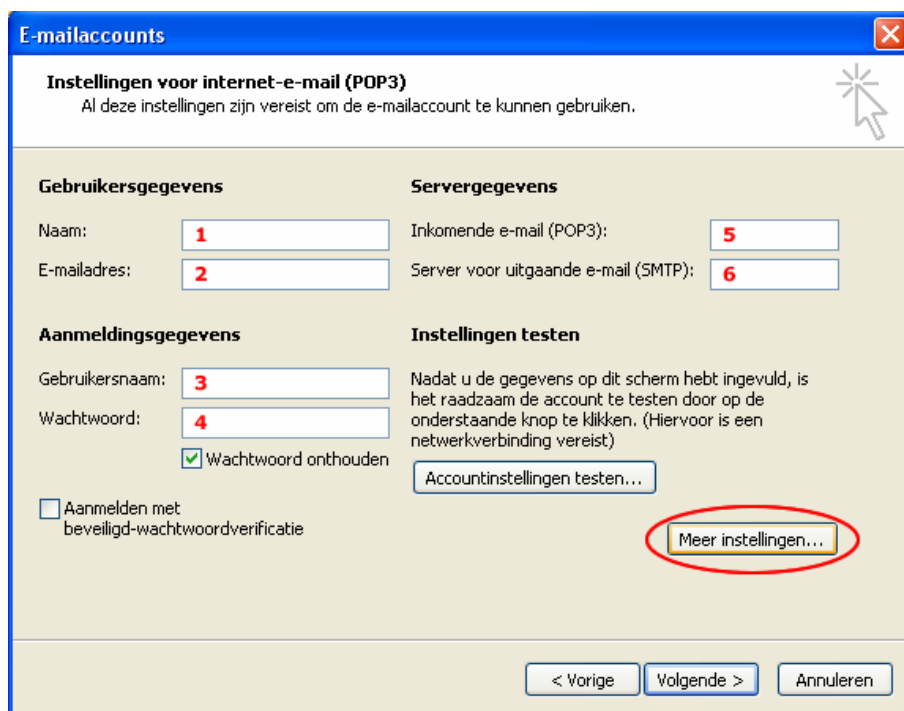 E-mailaccounts
Instellingen voor internet-e-mail (POP3)
Al deze instellingen zijn vereist om de e-mailaccount te kunnen gebruiken.
Gebruikersgegevens
Naam: 1
E-mailadres: 2
Servergegevens
Inkomende e-mail (POP3): 5
Server voor uitgaande e-mail (SMTP): 6
Aanmeldingsgegevens
Gebruikersnaam: 3
Wachtwoord: 4
Wachtwoord onthouden
Aanmelden met
beveiligd-wachtwoordverificatie
Instellingen testen
Nadat u de gegevens op dit scherm hebt ingevuld, is
het raadzaam de account te testen door op de
onderstaande knop te klikken. (Hiervoor is een
netwerkverbinding vereist)
Accountinstellingen testen...
Meer instellingen...
< Vorige
Volgende >
Annuleren